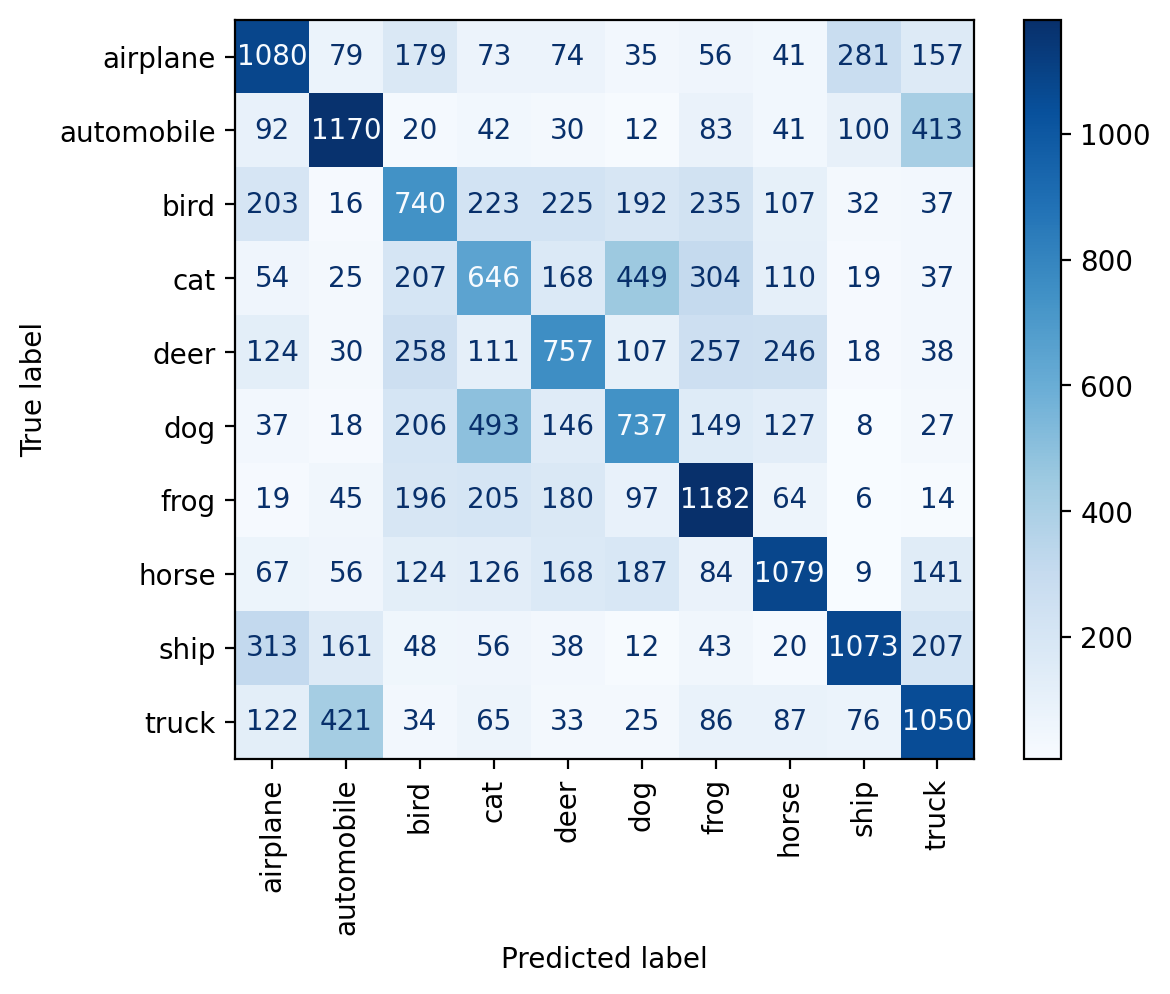 airplane 1080 79 179 73 74 35 56 41 281 157
automobile 92 1170 20 42 30 12 83 41 100 413 1000
bird 203 16 740 223 225 192 235 107 32 37
cat 54 25 207 646 168 449 304 110 19 37 800
deer 124 30 258 111 757 107 257 246 18 38
True label
dog 37 18 206 493 146 737 149 127 8 27 600
frog 19 45 196 205 180 97 1182 64 6 14 400
horse 67 56 124 126 168 187 84 1079 9 141
ship 313 161 48 56 38 12 43 20 1073 207 200
truck 122 421 34 65 33 25 86 87 76 1050
airplane automobile bird cat deer dog frog horse ship truck
Predicted label